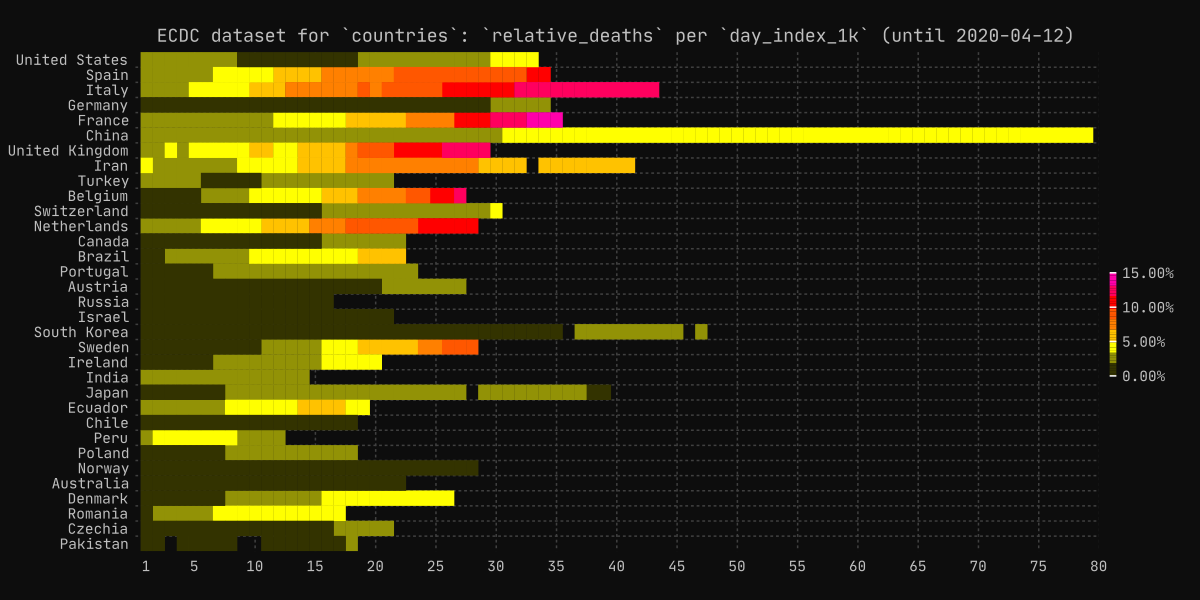 ECDC dataset for `countries`: `relative_deaths` per `day_index_1k` (until 2020-04-12)
United States
Spain
Italy
Germany
France
China
United Kingdom
Iran
Turkey
Belgium
Switzerland
Netherlands
Canada
Brazil
Portugal
Austria
Russia
Israel
South Korea
Sweden
Ireland
India
Japan
Ecuador
Chile
Peru
Poland
Norway
Australia
Denmark
Romania
Czechia
Pakistan
1 5 10 15 20 25 30 35 40 45 50 55 60 65 70 75 80
15.00%
10.00%
5.00%
0.00%